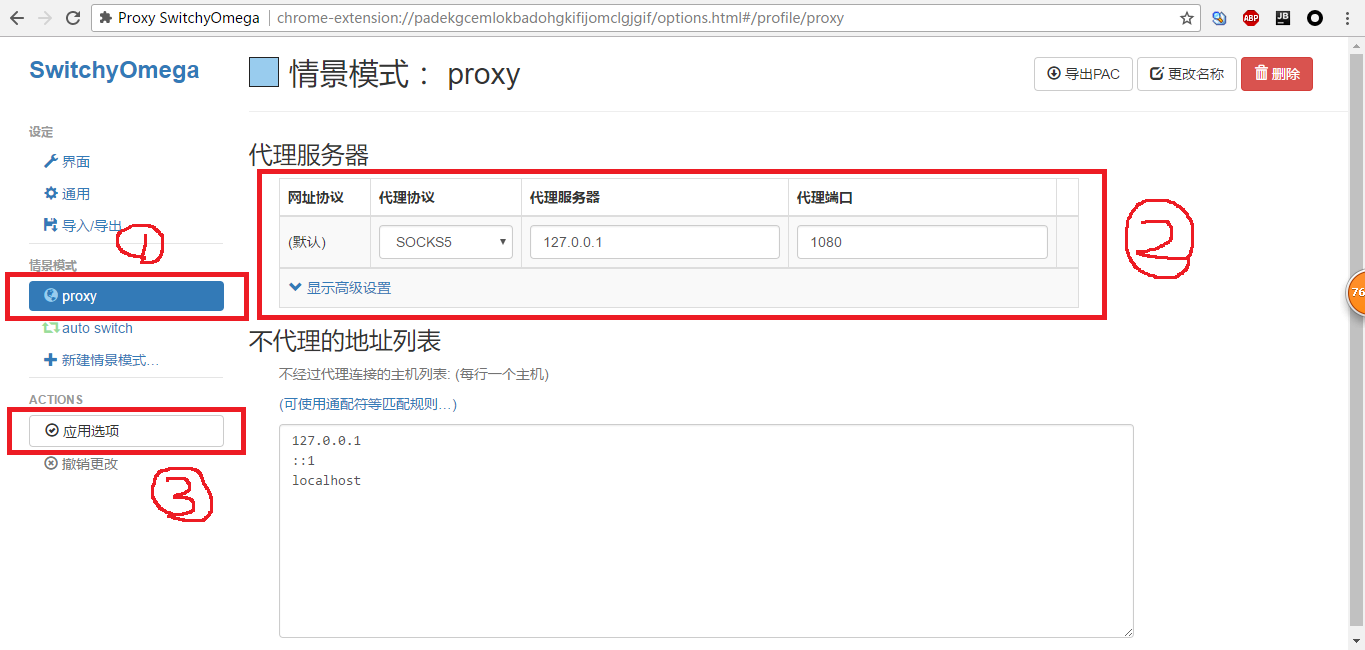 Proxy SwitchyOmega
chrome-extension://padekgcemlokbadohgkifijomclgjgif/options.html#/profile/proxy
ABP
JB
SwitchyOmega
设定
界面
通用
导入/导出
1
情景模式
proxy
auto switch
新建情景模式…
ACTIONS
应用选项
撤销更改
3
情景模式： proxy
导出PAC
更改名称
删除
代理服务器
网址协议 代理协议 代理服务器 代理端口
(默认) SOCKS5 127.0.0.1 1080
显示高级设置
2
76
不代理的地址列表
不经过代理连接的主机列表: (每行一个主机)
(可使用通配符等匹配规则…)
127.0.0.1
::1
localhost